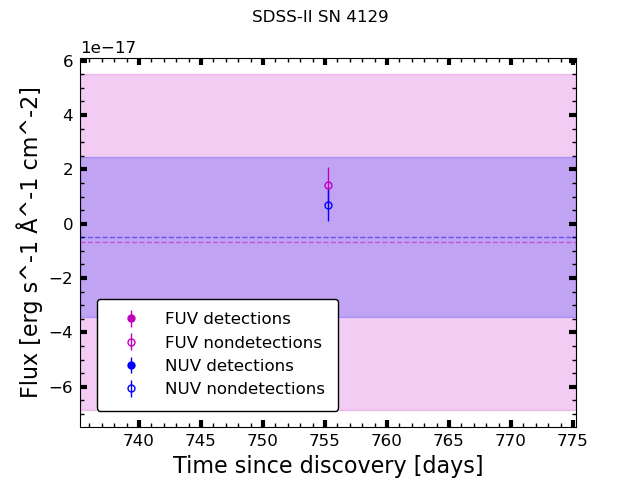 SDSS-II SN 4129
1e−17
6
4
2
0
−2
−4
−6
Flux [erg s^-1 Å^-1 cm^-2]
FUV detections
FUV nondetections
NUV detections
NUV nondetections
740 745 750 755 760 765 770 775
Time since discovery [days]